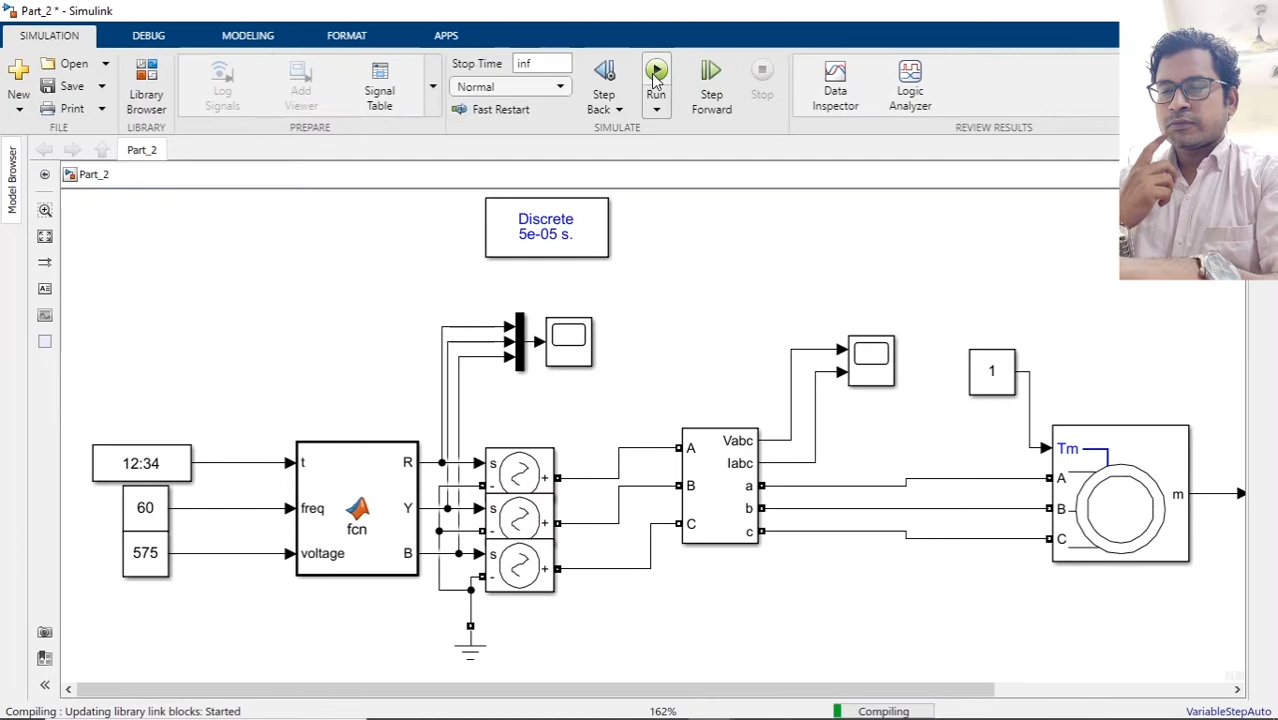 Part_2 * - Simulink
SIMULATION DEBUG MODELING FORMAT APPS
New
Open
Save
Print
FILE
Library
Browser
LIBRARY
Log
Signals
Add
Viewer
Signal
Table
PREPARE
Stop Time inf
Normal
Fast Restart
Step
Back
Run
Step
Forward
Stop
SIMULATE
Data
Inspector
Logic
Analyzer
REVIEW RESULTS
Part_2
Model Browser
Part_2
Discrete
5e-05 s.
12:34
60
575
t
freq
voltage
fcn
R
Y
B
s
-
+
s
-
+
s
-
+
A
B
C
Vabc
Iabc
a
b
c
1
Tm
A
B
C
m
Compiling : Updating library link blocks: Started
162%
Compiling
VariableStepAuto